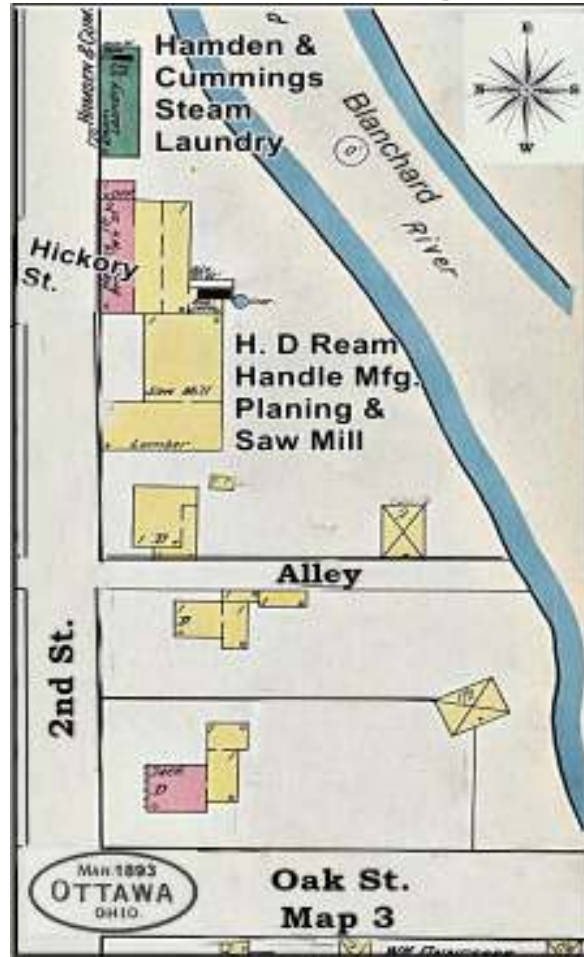 Hamden &
Cummings
Steam
Laundry
E
N
S
W
Blanchard
River
Hickory
St.
H. D Ream
Handle Mfg.
Planing &
Saw Mill
Saw Mill
Lumber
D
Alley
D
2nd St.
D
MAR. 1893
OTTAWA
OHIO.
Oak St.
Map 3